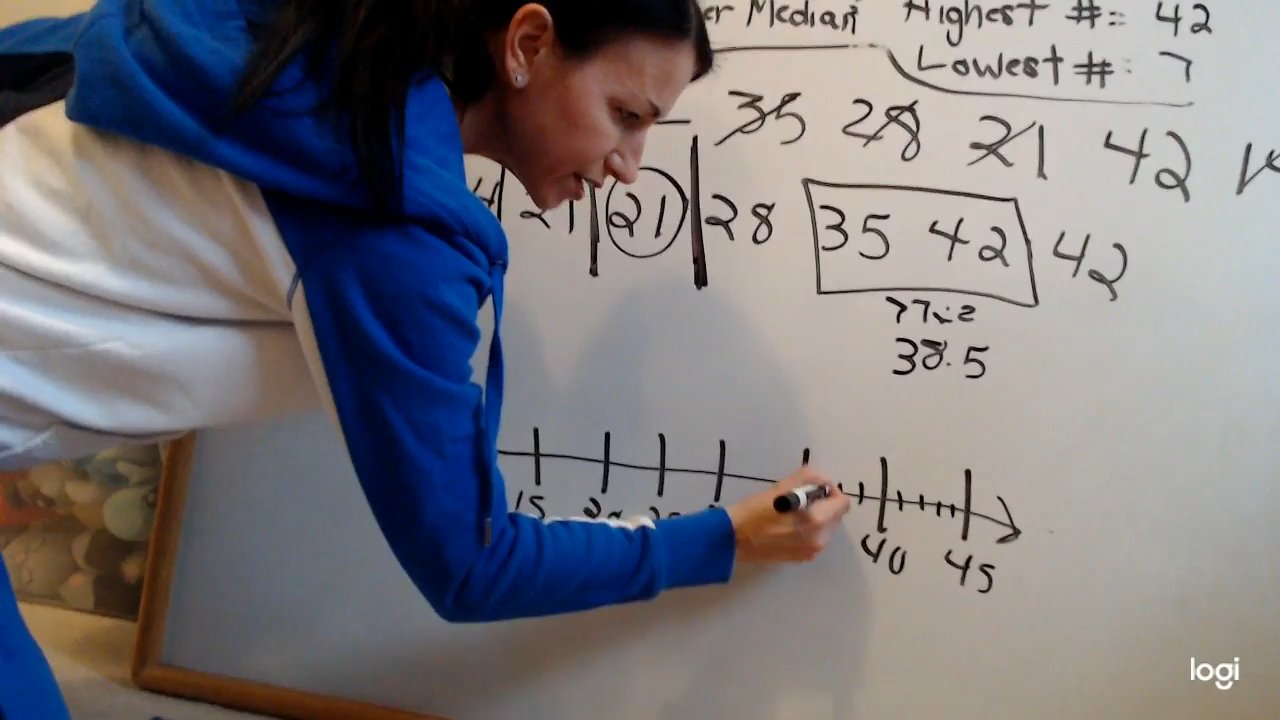 er Median Highest #: 42
Lowest #: 7
35 28 21 42
21 21 28 35 42 42
77÷2
38.5
15 20 25 40 45
logi